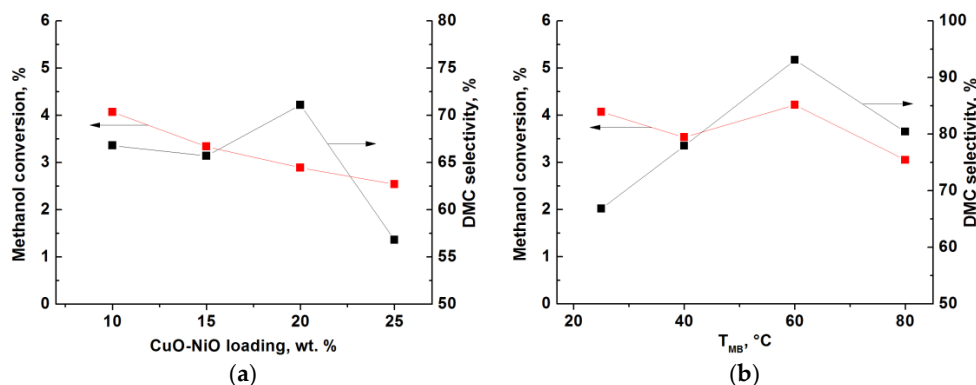 6
5
4
3
2
1
0
Methanol conversion, %
80
75
70
65
60
55
50
DMC selectivity, %
10 15 20 25
CuO-NiO loading, wt. %
(a)
6
5
4
3
2
1
0
Methanol conversion, %
100
90
80
70
60
50
DMC selectivity, %
20 40 60 80
T_MB, °C
(b)